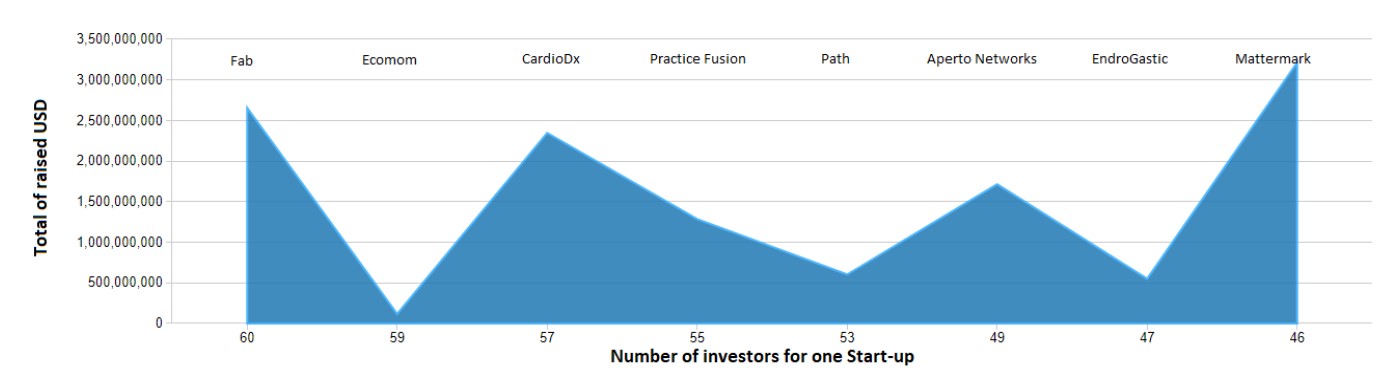 3,500,000,000
Fab Ecomom CardioDx Practice Fusion Path Aperto Networks EndroGastic Mattermark
3,000,000,000
2,500,000,000
2,000,000,000
1,500,000,000
1,000,000,000
500,000,000
0
Total of raised USD
60 59 57 55 53 49 47 46
Number of investors for one Start-up